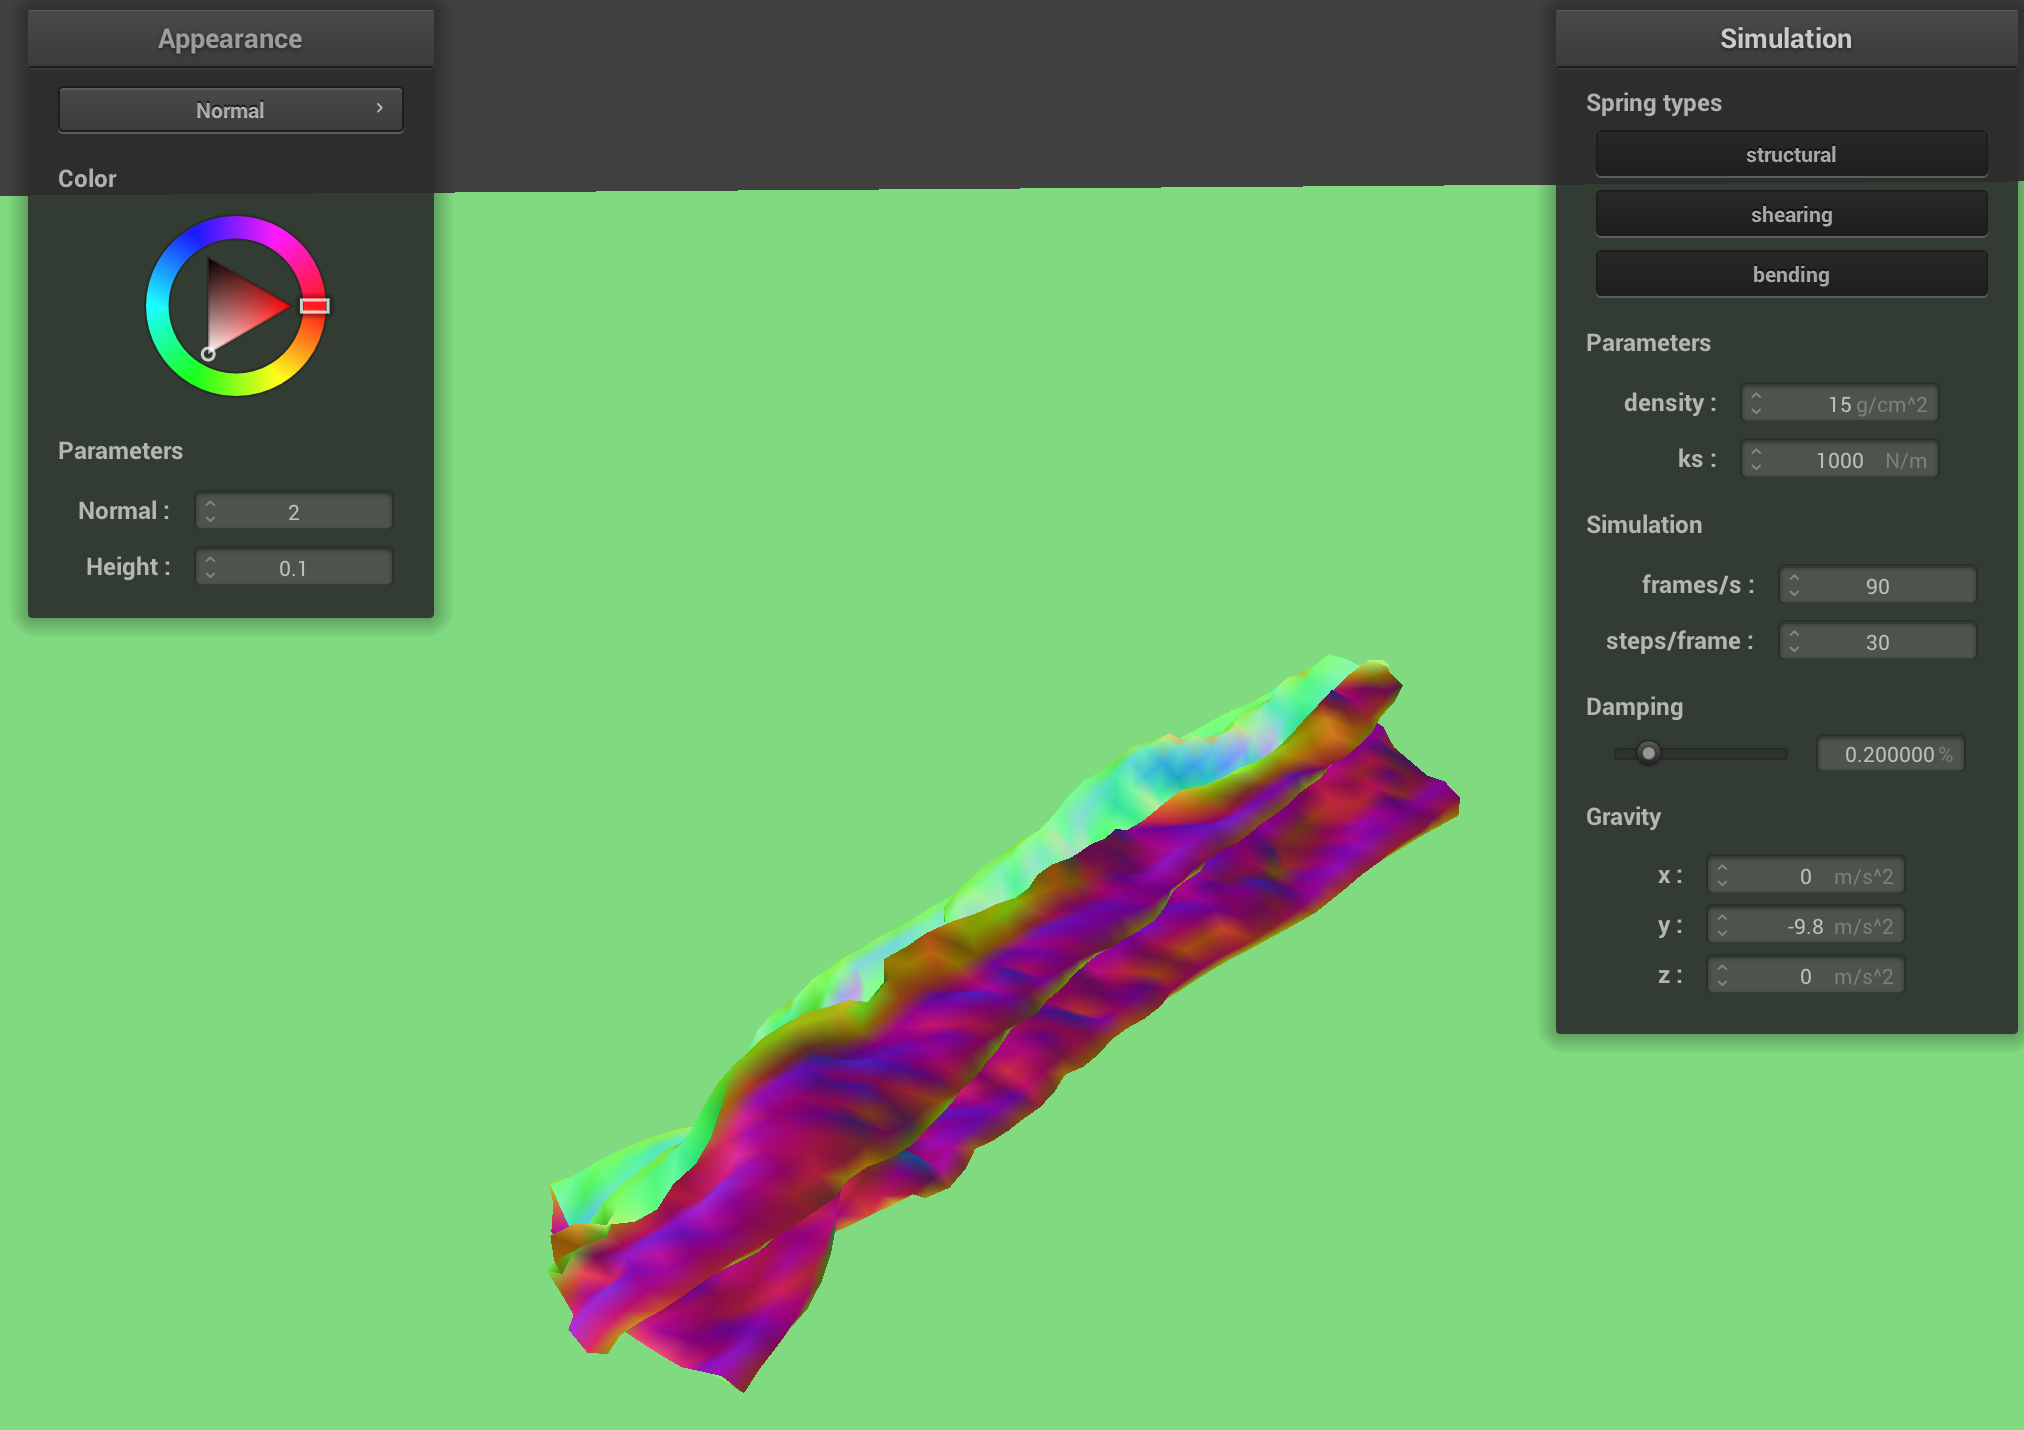 Appearance
Normal
Color
Parameters
Normal : 2
Height : 0.1
Simulation
Spring types
structural
shearing
bending
Parameters
density : 15 g/cm^2
ks : 1000 N/m
Simulation
frames/s : 90
steps/frame : 30
Damping
0.200000 %
Gravity
x : 0 m/s^2
y : -9.8 m/s^2
z : 0 m/s^2